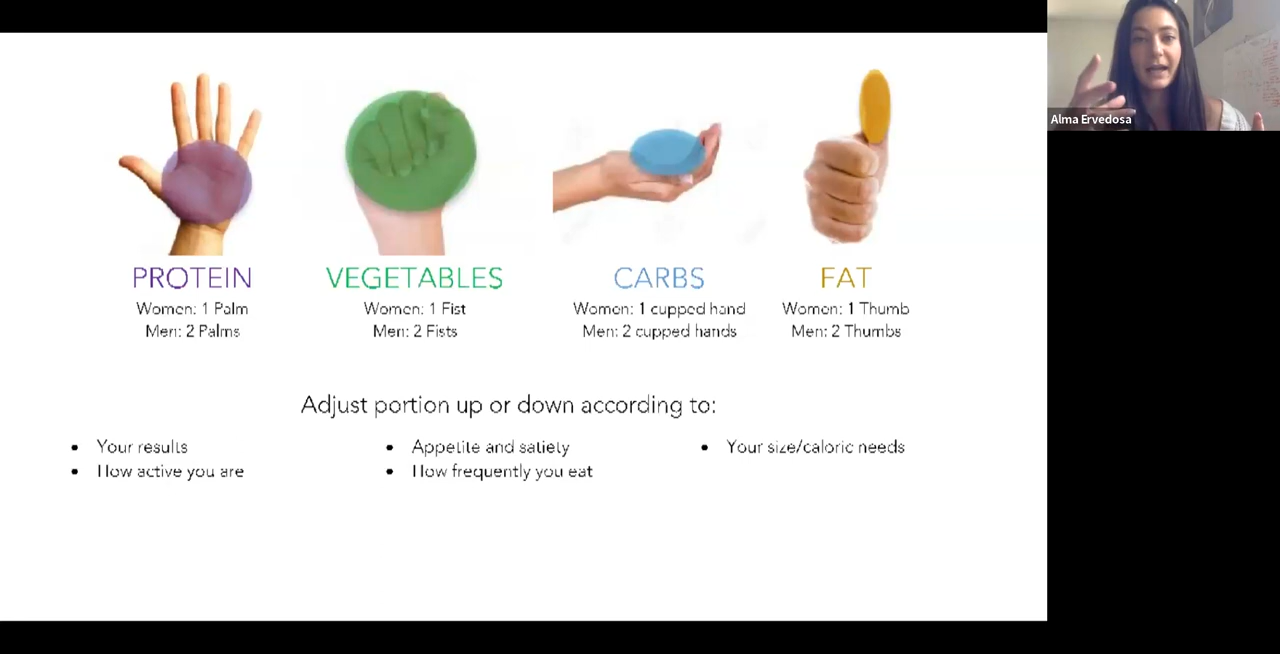 Alma Ervedosa
PROTEIN
Women: 1 Palm
Men: 2 Palms
VEGETABLES
Women: 1 Fist
Men: 2 Fists
CARBS
Women: 1 cupped hand
Men: 2 cupped hands
FAT
Women: 1 Thumb
Men: 2 Thumbs
Adjust portion up or down according to:
• Your results
• How active you are
• Appetite and satiety
• How frequently you eat
• Your size/caloric needs